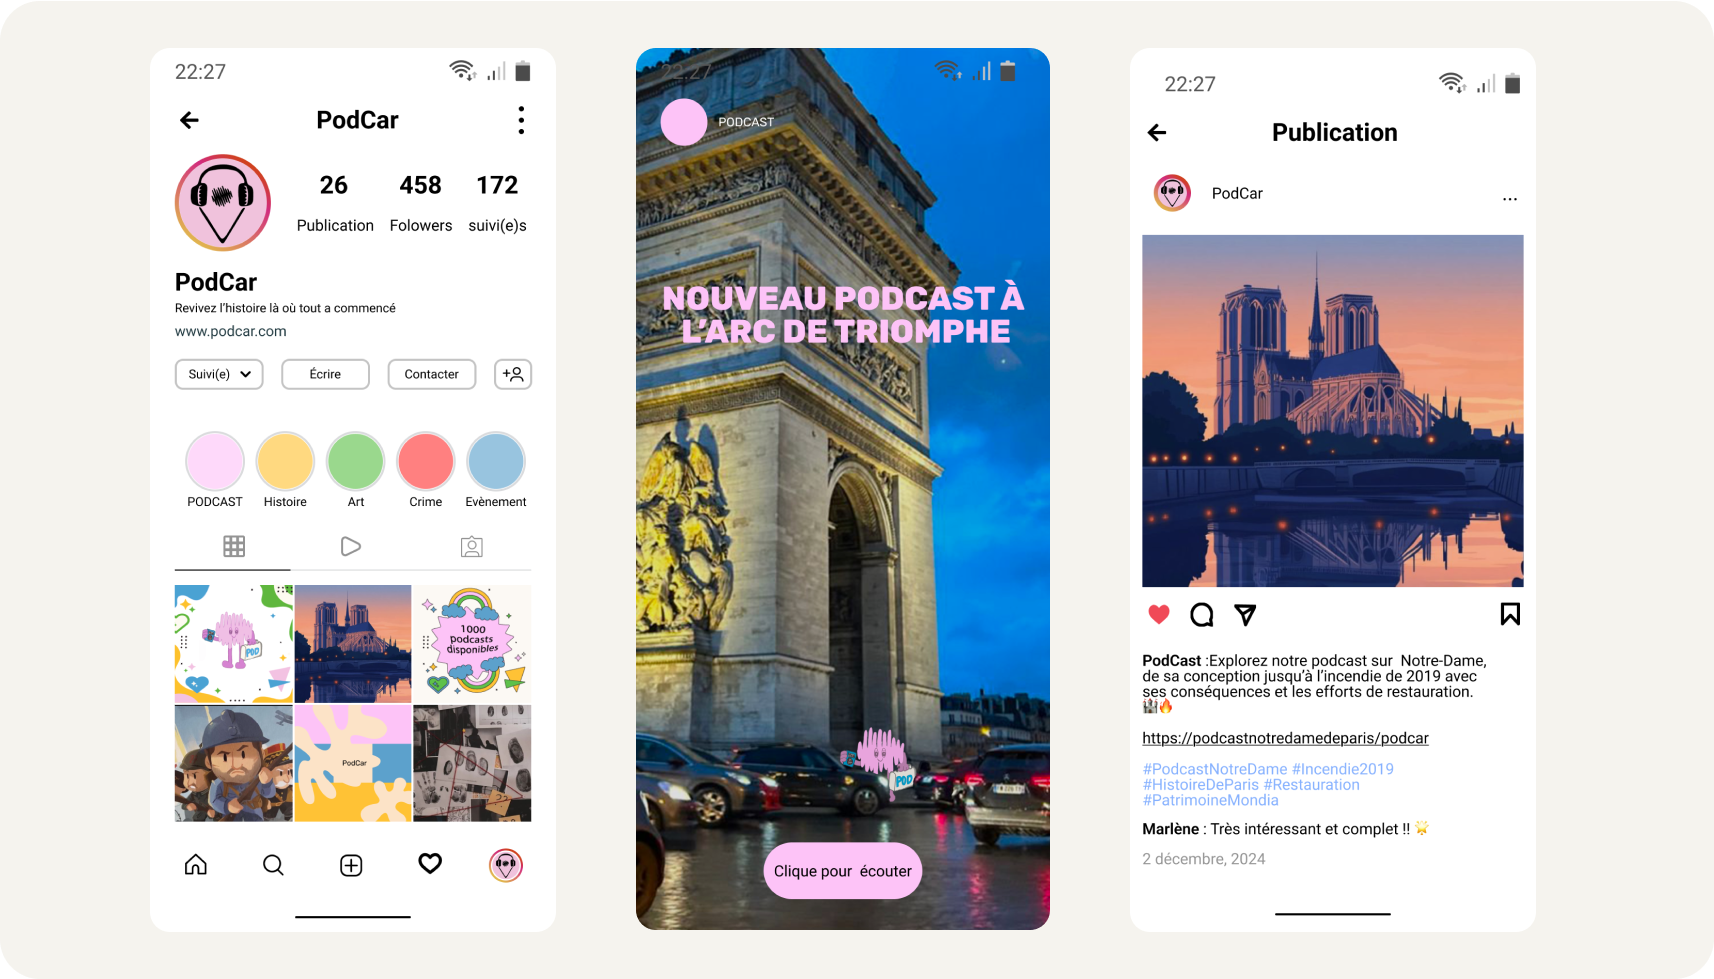 22:27
PodCar
26
458
172
Publication
Folowers
suivi(e)s
PodCar
Revivez l'histoire là où tout a commencé
www.podcar.com
Suivi(e)
Écrire
Contacter
PODCAST
Histoire
Art
Crime
Evènement
POD
1000
podcasts
disponibles
PodCar
22:27
PODCAST
NOUVEAU PODCAST À
L'ARC DE TRIOMPHE
POD
Clique pour écouter
22:27
Publication
PodCar
...
PodCast :Explorez notre podcast sur Notre-Dame,
de sa conception jusqu'à l'incendie de 2019 avec
ses conséquences et les efforts de restauration.
https://podcastnotredamedeparis/podcar
#PodcastNotreDame #Incendie2019
#HistoireDeParis #Restauration
#PatrimoineMondia
Marlène : Très intéressant et complet !! 🌟
2 décembre, 2024